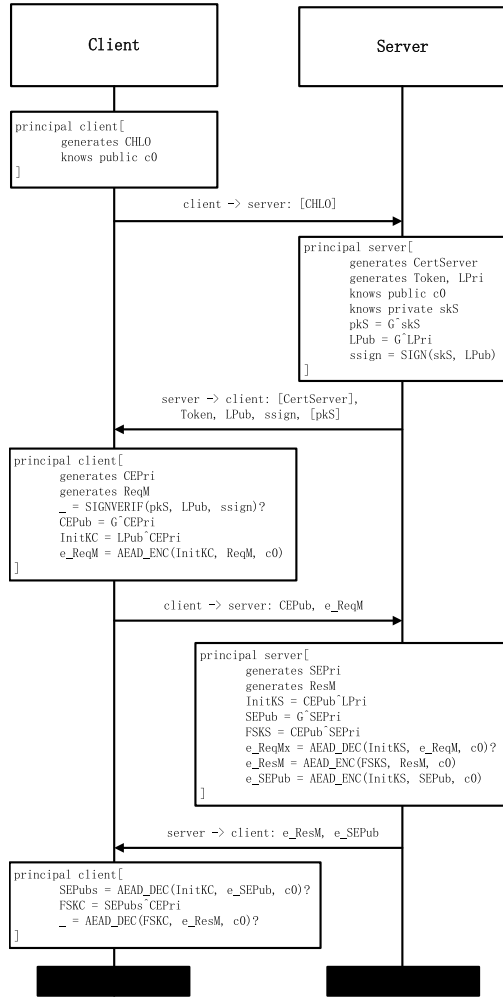 Client
Server
principal client[
generates CHLO
knows public c0
]
client -> server: [CHLO]
principal server[
generates CertServer
generates Token, LPri
knows public c0
knows private skS
pkS = G^skS
LPub = G^LPri
ssign = SIGN(skS, LPub)
]
server -> client: [CertServer],
Token, LPub, ssign, [pkS]
principal client[
generates CEPri
generates ReqM
_ = SIGNVERIF(pkS, LPub, ssign)?
CEPub = G^CEPri
InitKC = LPub^CEPri
e_ReqM = AEAD_ENC(InitKC, ReqM, c0)
]
client -> server: CEPub, e_ReqM
principal server[
generates SEPri
generates ResM
InitKS = CEPub^LPri
SEPub = G^SEPri
FSKS = CEPub^SEPri
e_ReqMx = AEAD_DEC(InitKS, e_ReqM, c0)?
e_ResM = AEAD_ENC(FSKS, ResM, c0)
e_SEPub = AEAD_ENC(InitKS, SEPub, c0)
]
server -> client: e_ResM, e_SEPub
principal client[
SEPubs = AEAD_DEC(InitKC, e_SEPub, c0)?
FSKC = SEPubs^CEPri
_ = AEAD_DEC(FSKC, e_ResM, c0)?
]